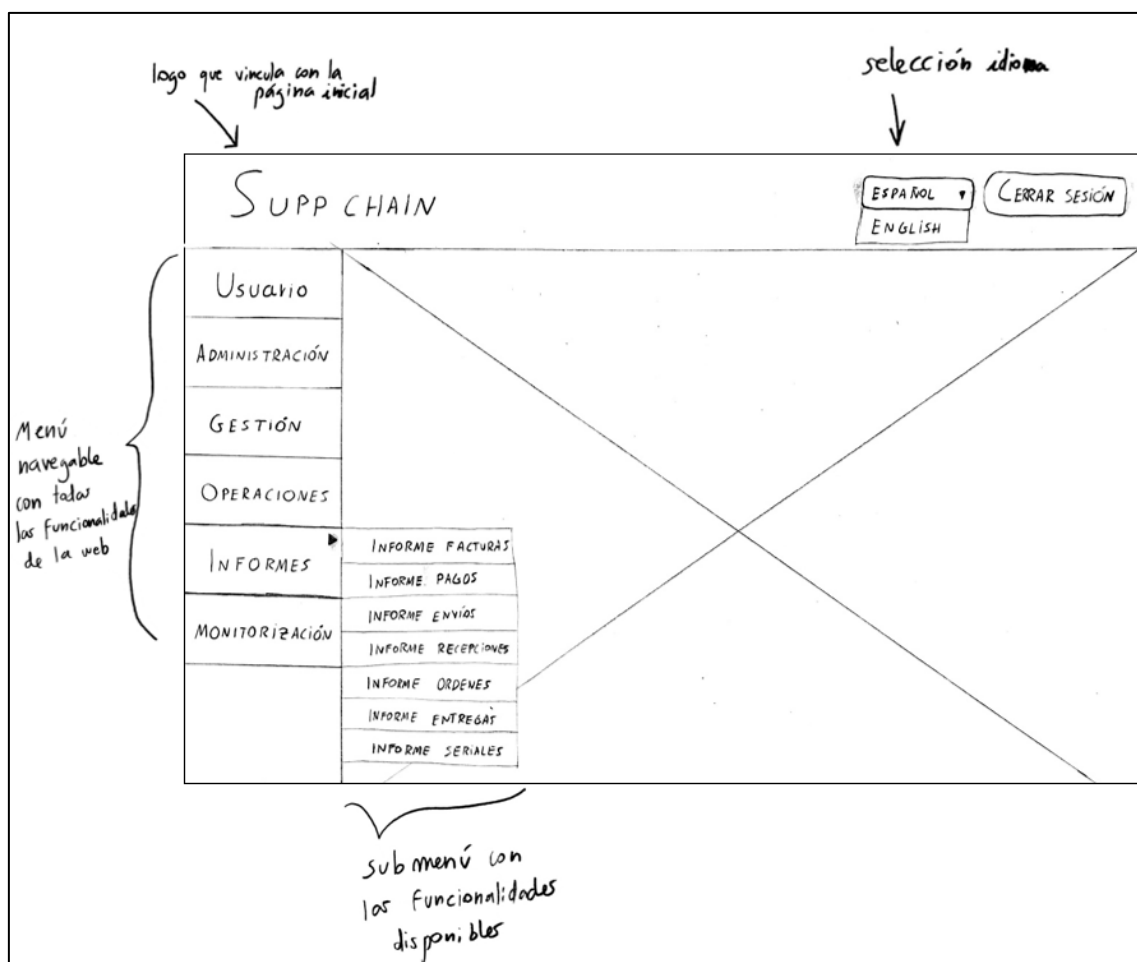 logo que vincula con la
página inicial
selección idioma
SUPP CHAIN
ESPAÑOL
ENGLISH
CERRAR SESIÓN
Usuario
ADMINISTRACIÓN
GESTIÓN
OPERACIONES
INFORMES
MONITORIZACIÓN
Menú
navegable
con todas
las funcionalidades
de la web
INFORME FACTURAS
INFORME PAGOS
INFORME ENVÍOS
INFORME RECEPCIONES
INFORME ORDENES
INFORME ENTREGAS
INFORME SERIALES
submenú con
las funcionalidades
disponibles